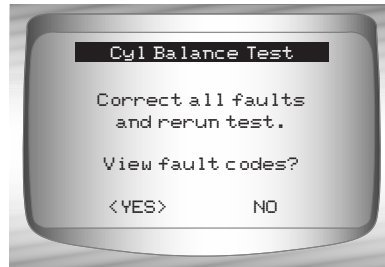 Cyl Balance Test
Correct all faults
and rerun test.
View fault codes?
<YES> NO